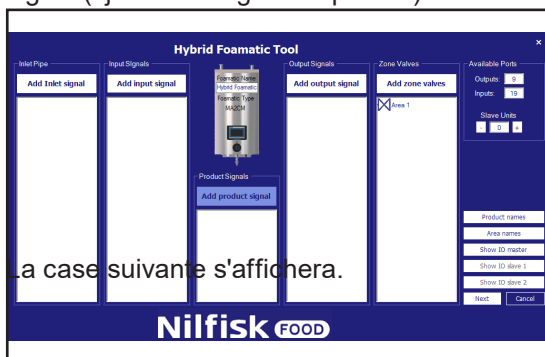 Hybrid Foamatic Tool
×
Inlet Pipe
Input SIgnals
Output Signals
Zone Valves
Available Ports
Add Inlet signal
Add input signal
Foamatic Name
Hybrid Foamatic
Foamatic Type
MA2CM
Add output signal
Add zone valves
Outputs: 9
Inputs: 19
Area 1
Slave Units
- 0 +
Product Signals
Add product signal
Product names
Area names
Show IO master
Show IO slave 1
Show IO slave 2
Next
Cancel
La case suivante s'affichera.
Nilfisk FOOD